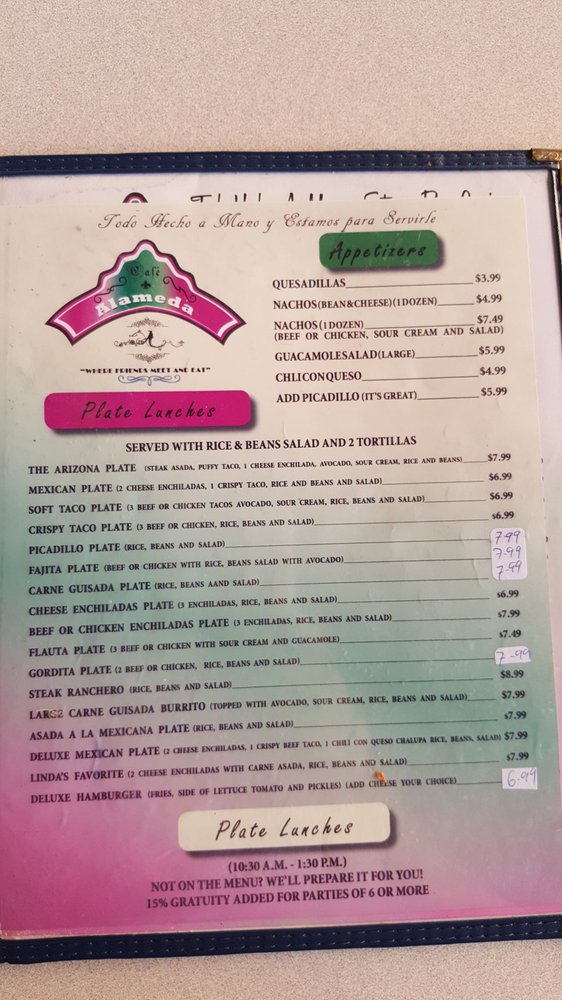 Todo Hecho a Mano y Estamos para Servirle
Café
Alameda
"WHERE FRIENDS MEET AND EAT"
Appetizers
QUESADILLAS $3.99
NACHOS (BEAN & CHEESE) (1 DOZEN) $4.99
NACHOS (1 DOZEN) $7.49
(BEEF OR CHICKEN, SOUR CREAM AND SALAD)
GUACAMOLE SALAD (LARGE) $5.99
CHLI CON QUESO $4.99
ADD PICADILLO (IT'S GREAT) $5.99
Plate Lunches
SERVED WITH RICE & BEANS SALAD AND 2 TORTILLAS
THE ARIZONA PLATE (STEAK ASADA, PUFFY TACO, 1 CHEESE ENCHILADA, AVOCADO, SOUR CREAM, RICE AND BEANS) $7.99
MEXICAN PLATE (2 CHEESE ENCHILADAS, 1 CRISPY TACO, RICE AND BEANS AND SALAD) $6.99
SOFT TACO PLATE (3 BEEF OR CHICKEN TACOS AVOCADO, SOUR CREAM, RICE, BEANS AND SALAD) $6.99
CRISPY TACO PLATE (3 BEEF OR CHICKEN, RICE, BEANS AND SALAD) $6.99
PICADILLO PLATE (RICE, BEANS AND SALAD) 7.99
FAJITA PLATE (BEEF OR CHICKEN WITH RICE, BEANS SALAD WITH AVOCADO) 7.99
CARNE GUISADA PLATE (RICE, BEANS AAND SALAD) 7.99
CHEESE ENCHILADAS PLATE (3 ENCHILADAS, RICE, BEANS AND SALAD) $6.99
BEEF OR CHICKEN ENCHILADAS PLATE (3 ENCHILADAS, RICE, BEANS AND SALAD) $7.99
FLAUTA PLATE (3 BEEF OR CHICKEN WITH SOUR CREAM AND GUACAMOLE) $7.49
GORDITA PLATE (2 BEEF OR CHICKEN, RICE, BEANS AND SALAD) 7.99
STEAK RANCHERO (RICE, BEANS AND SALAD) $8.99
LARGE CARNE GUISADA BURRITO (TOPPED WITH AVOCADO, SOUR CREAM, RICE, BEANS AND SALAD) $7.99
ASADA A LA MEXICANA PLATE (RICE, BEANS AND SALAD) $7.99
DELUXE MEXICAN PLATE (2 CHEESE ENCHILADAS, 1 CRISPY BEEF TACO, 1 CHILI CON QUESO CHALUPA RICE, BEANS, SALAD) $7.99
LINDA'S FAVORITE (2 CHEESE ENCHILADAS WITH CARNE ASADA, RICE, BEANS AND SALAD) $7.99
DELUXE HAMBURGER (FRIES, SIDE OF LETTUCE TOMATO AND PICKLES) (ADD CHEESE YOUR CHOICE) 6.99
Plate Lunches
(10:30 A.M. - 1:30 P.M.)
NOT ON THE MENU? WE'LL PREPARE IT FOR YOU!
15% GRATUITY ADDED FOR PARTIES OF 6 OR MORE